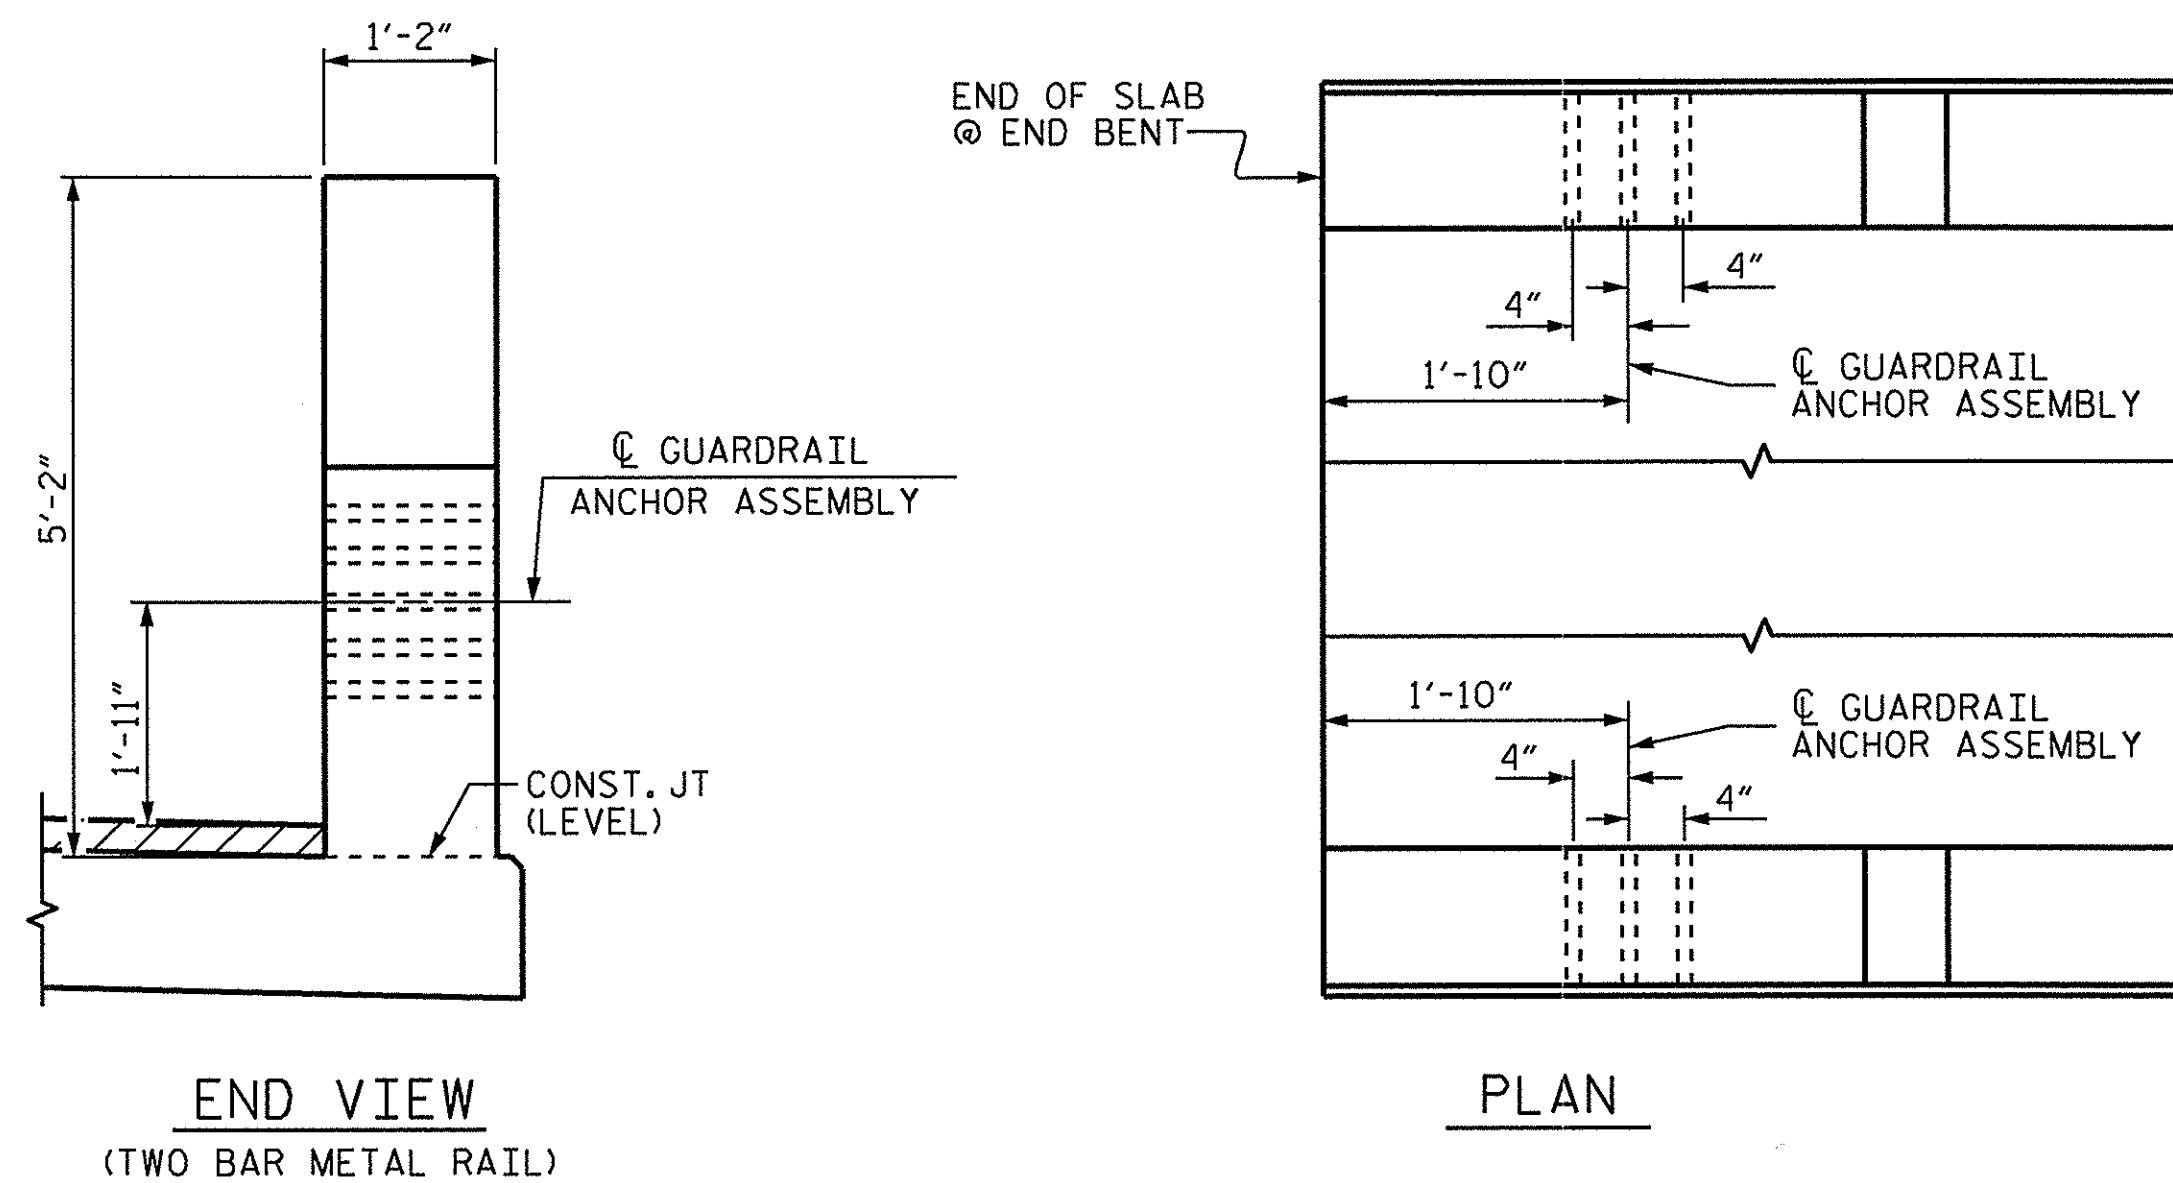 1'-2"
5'-2"
℄ GUARDRAIL
ANCHOR ASSEMBLY
1'-11"
CONST. JT
(LEVEL)
END VIEW
(TWO BAR METAL RAIL)
END OF SLAB
@ END BENT
4"
4"
1'-10"
℄ GUARDRAIL
ANCHOR ASSEMBLY
1'-10"
℄ GUARDRAIL
ANCHOR ASSEMBLY
4"
4"
PLAN